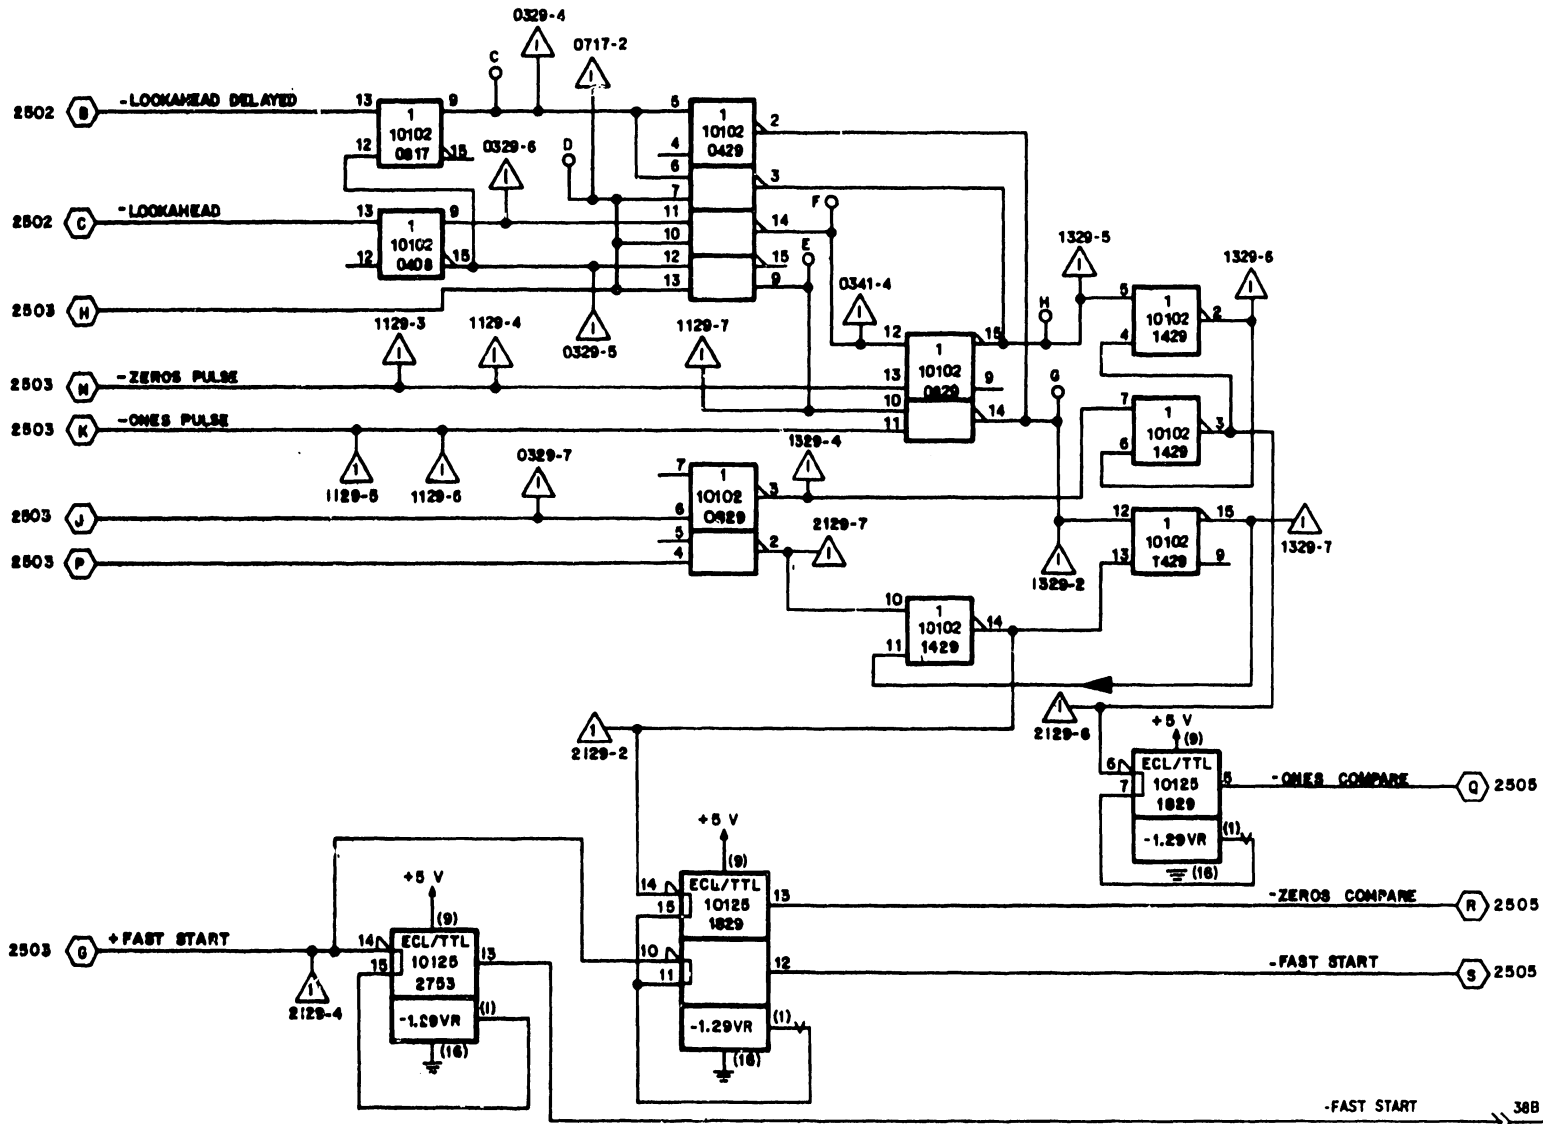 0329-4
0717-2
C
2502 B -LOOKAHEAD DELAYED
13 9
1
10102
0817
12 15
0329-6
D
5 1 2
10102
4 0429
6 3
7
2502 C -LOOKAHEAD
13 9
1
10102
0408
12 15
11 14
10
12 15
13 9
F
E
2503 H
0329-5
0341-4
1129-3
1129-4
1129-7
2503 N -ZEROS PULSE
2503 K -ONES PULSE
1129-5
1129-6
12 15
1
10102
13 9
10 14
11
H
G
1329-5
1329-6
5 1 2
10102
4 1429
7 1 3
10102
6 1429
0329-7
1329-4
2503 J
2503 P
7 1
10102 3
6
5 2
4
2129-7
12 15
1
10102
13 9
1329-7
1329-2
10 1
10102 14
11 1429
2129-2
2129-6
+5 V
(9)
6 ECL/TTL 5
7 10125
1829
-1.29VR (1)
(16)
-ONES COMPARE Q 2505
+5 V
(9)
14 ECL/TTL 13
15 10125
1829
10 12
11
-1.29VR (1)
(16)
-ZEROS COMPARE R 2505
-FAST START S 2505
2503 G +FAST START
2129-4
+5 V
(9)
14 ECL/TTL 13
15 10125
2753
-1.29VR (1)
(16)
-FAST START 38B